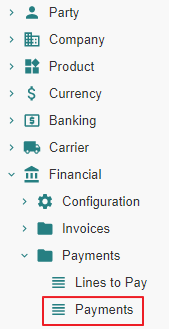 Party
Company
Product
Currency
Banking
Carrier
Financial
Configuration
Invoices
Payments
Lines to Pay
Payments